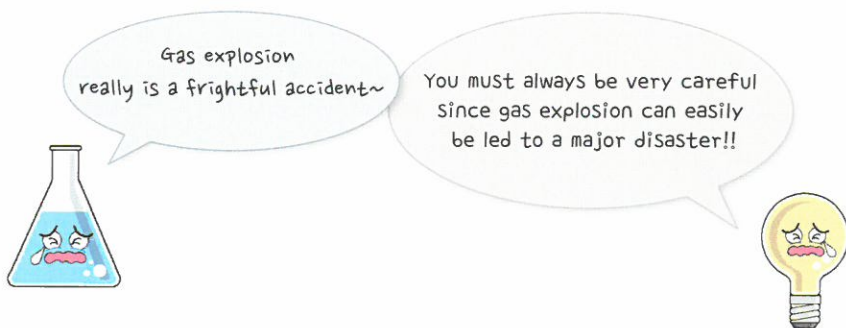 Gas explosion
really is a frightful accident~
You must always be very careful
since gas explosion can easily
be led to a major disaster!!